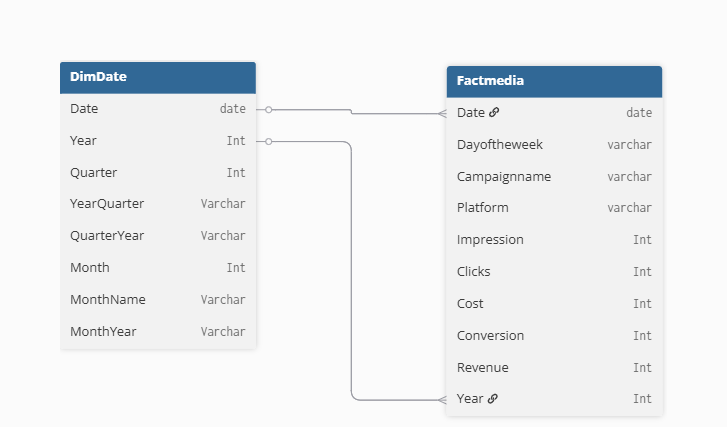 DimDate
Date date
Year Int
Quarter Int
YearQuarter Varchar
QuarterYear Varchar
Month Int
MonthName Varchar
MonthYear Varchar
Factmedia
Date date
Dayoftheweek varchar
Campaignname varchar
Platform varchar
Impression Int
Clicks Int
Cost Int
Conversion Int
Revenue Int
Year Int